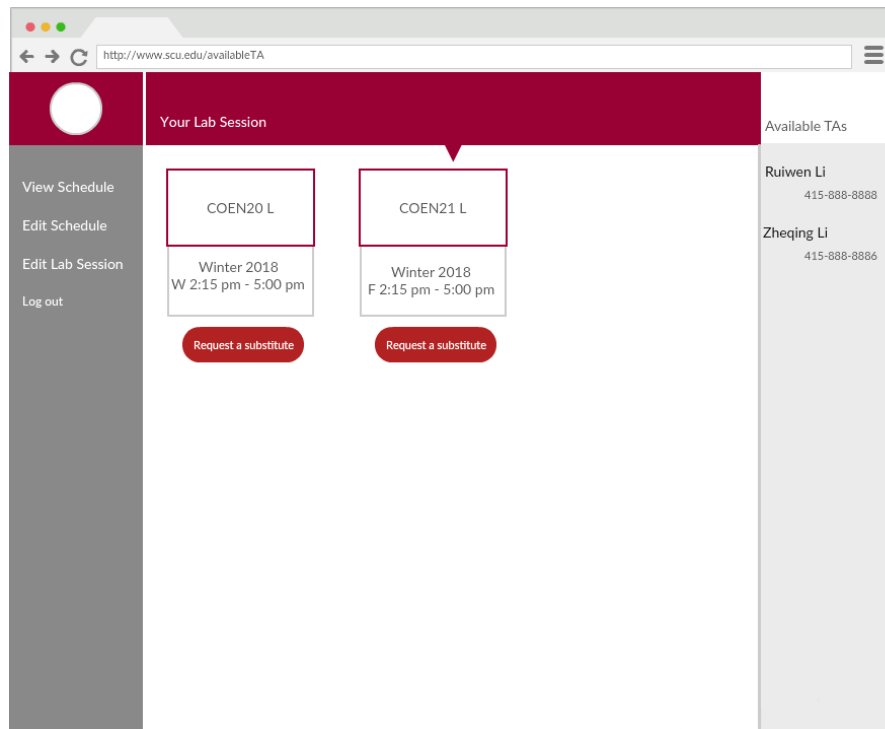 http://www.scu.edu/availableTA
Your Lab Session
Available TAs
View Schedule
Edit Schedule
Edit Lab Session
Log out
COEN20 L
Winter 2018
W 2:15 pm - 5:00 pm
Request a substitute
COEN21 L
Winter 2018
F 2:15 pm - 5:00 pm
Request a substitute
Ruiwen Li
415-888-8888
Zheqing Li
415-888-8886